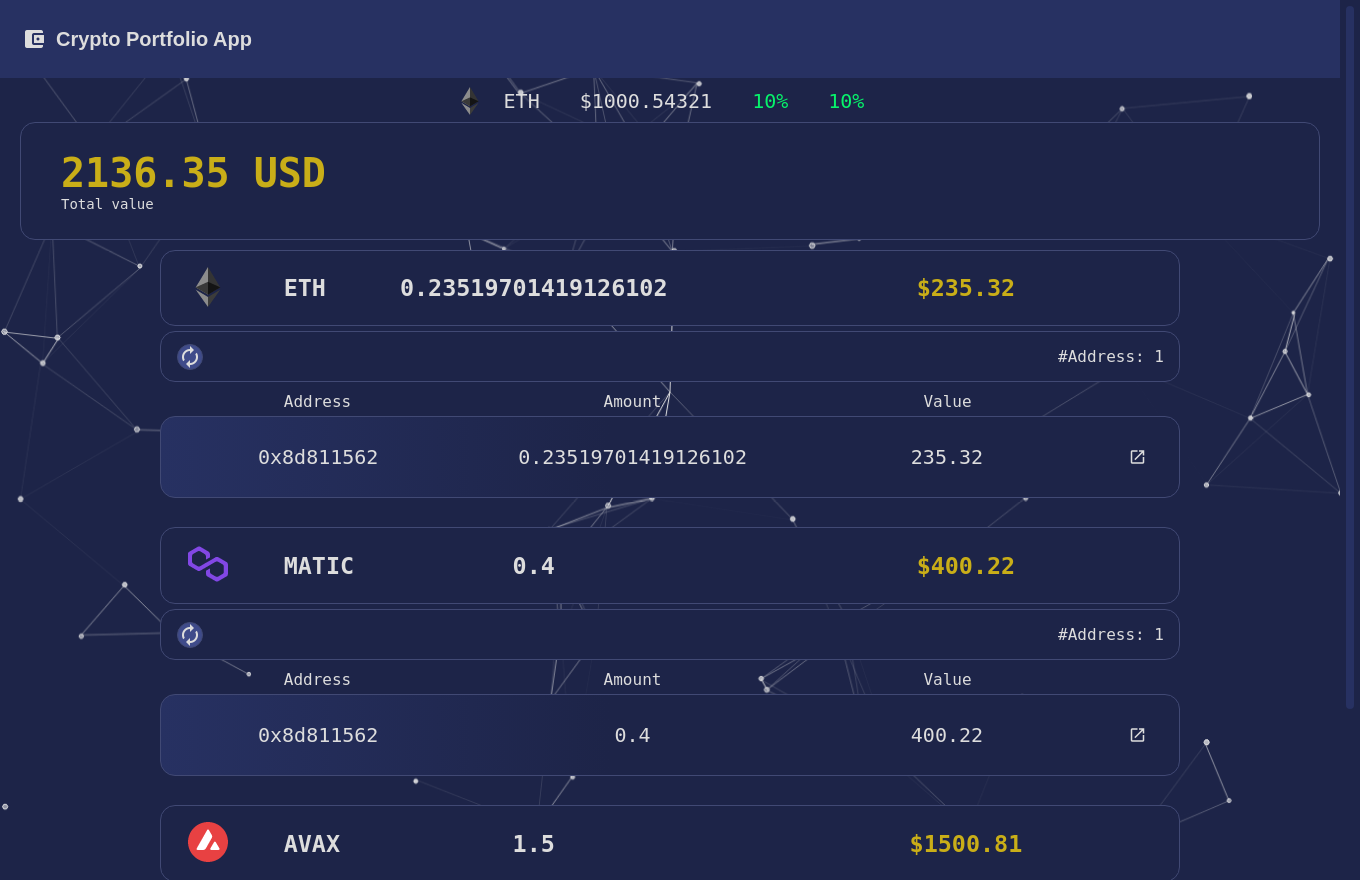 Crypto Portfolio App
ETH $1000.54321 10% 10%
2136.35 USD
Total value
ETH 0.23519701419126102 $235.32
#Address: 1
Address Amount Value
0x8d811562 0.23519701419126102 235.32
MATIC 0.4 $400.22
#Address: 1
Address Amount Value
0x8d811562 0.4 400.22
AVAX 1.5 $1500.81